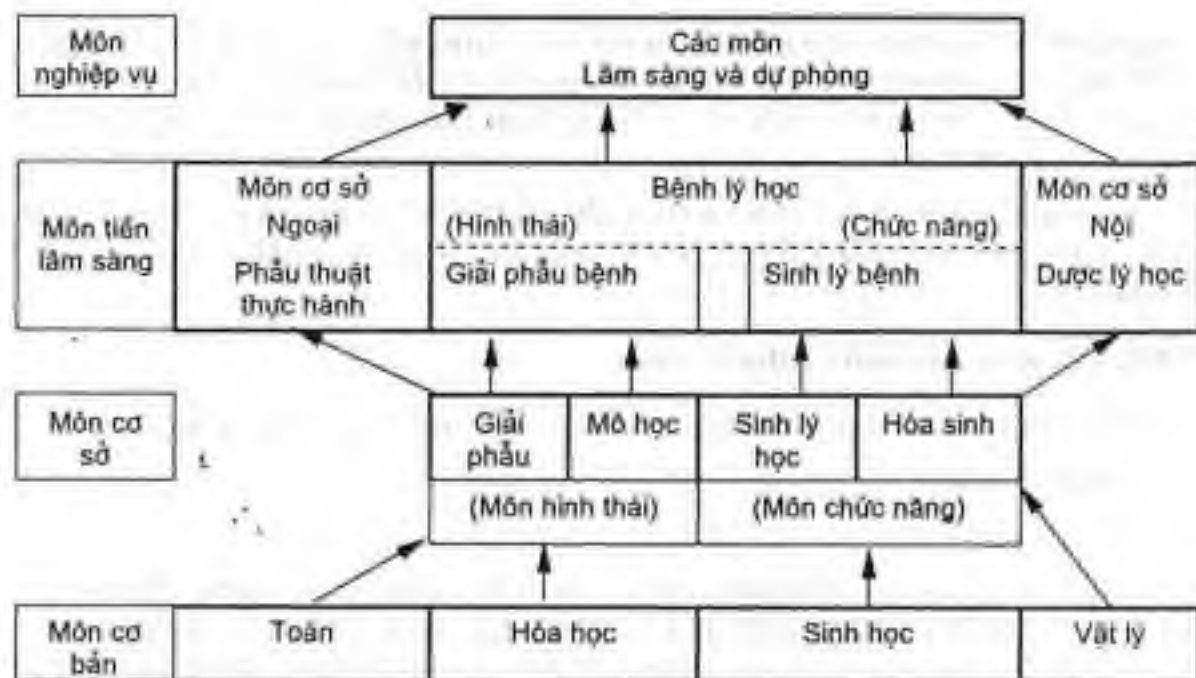 Môn
nghiệp vụ
Các môn
Lâm sàng và dự phòng
Môn tiền
lâm sàng
Môn cơ sở
Ngoại
Phẫu thuật
thực hành
Bệnh lý học
(Hình thái) (Chức năng)
Giải phẫu bệnh Sinh lý bệnh
Môn cơ sở
Nội
Dược lý học
Môn cơ
sở
Giải
phẫu
Mô học
Sinh lý
học
Hóa sinh
(Môn hình thái) (Môn chức năng)
Môn cơ
bản
Toán Hóa học Sinh học Vật lý